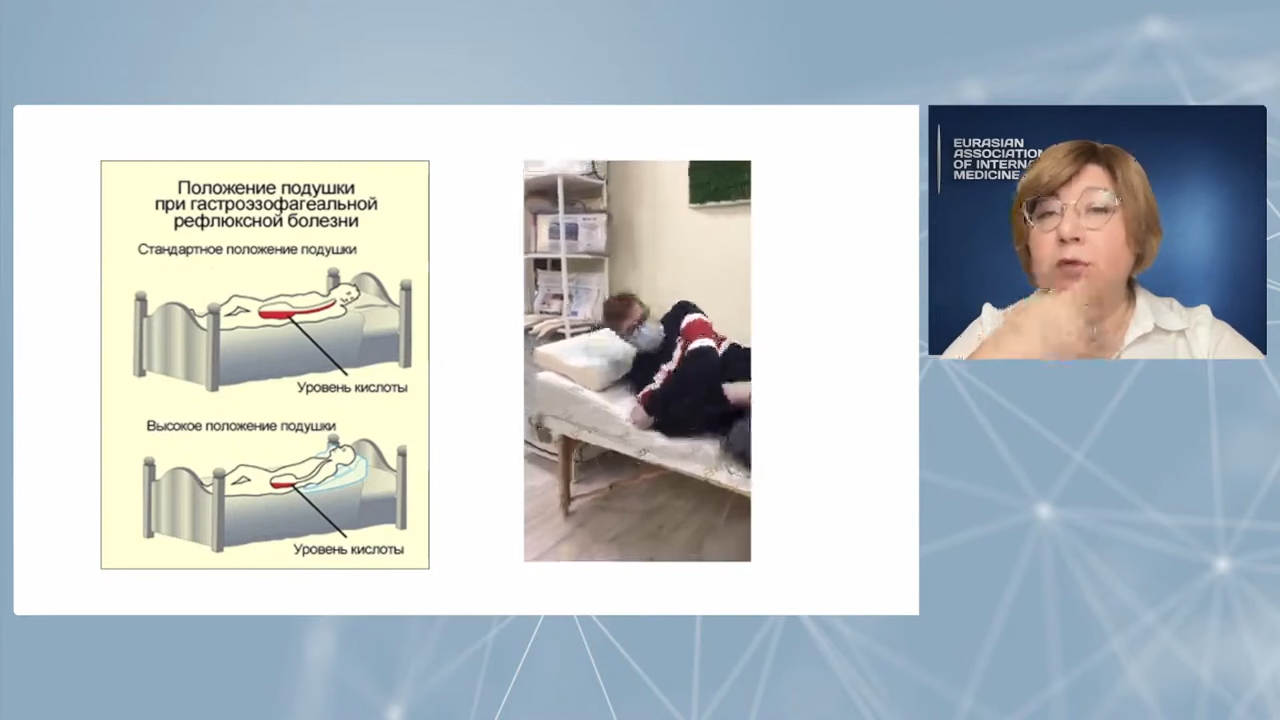 Положение подушки
при гастроэзофагеальной
рефлюксной болезни
Стандартное положение подушки
Уровень кислоты
Высокое положение подушки
Уровень кислоты
EURASIAN
ASSOCIATION
OF
MEDICINE